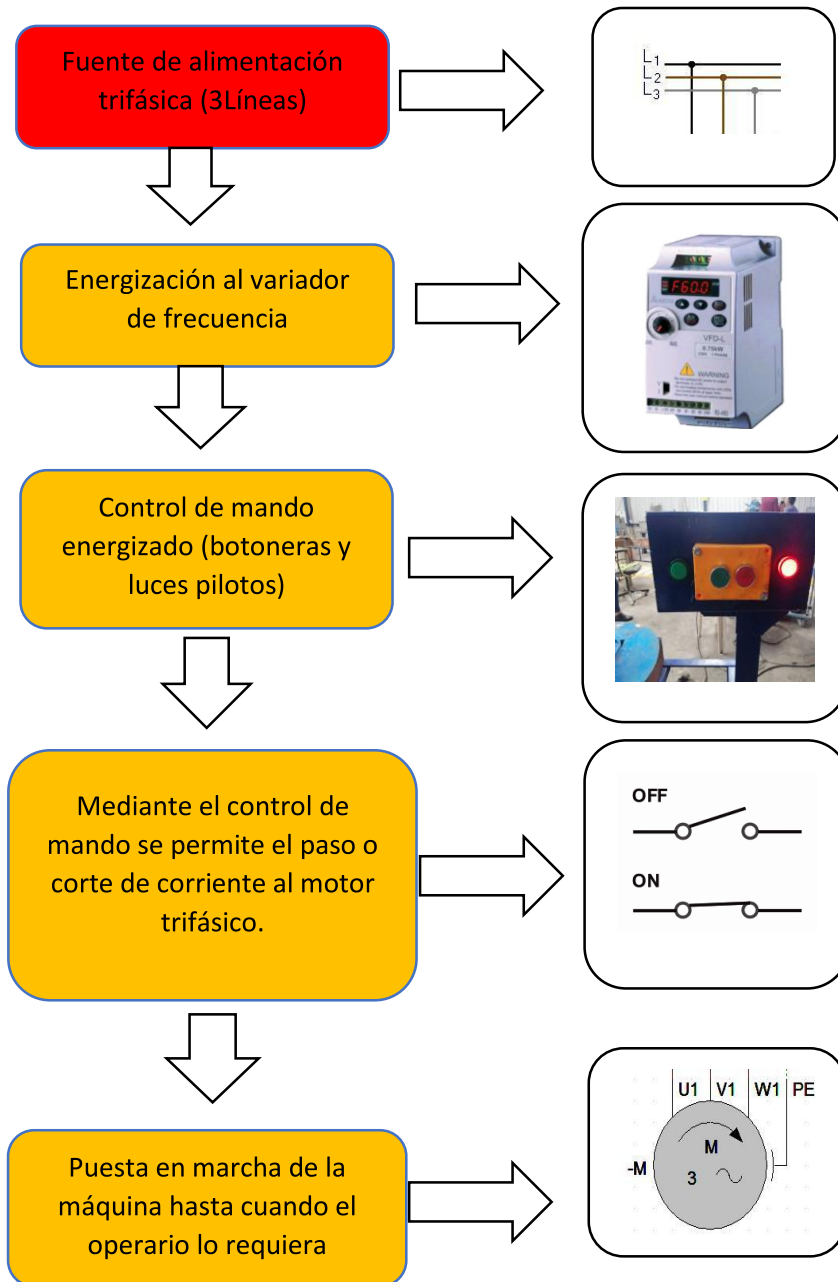 Fuente de alimentación
trifásica (3Líneas)
L1
L2
L3
Energización al variador
de frecuencia
F60.0
VFD-L
0.75kW
WARNING
Control de mando
energizado (botoneras y
luces pilotos)
Mediante el control de
mando se permite el paso o
corte de corriente al motor
trifásico.
OFF
ON
Puesta en marcha de la
máquina hasta cuando el
operario lo requiera
U1 V1 W1 PE
-M
M
3